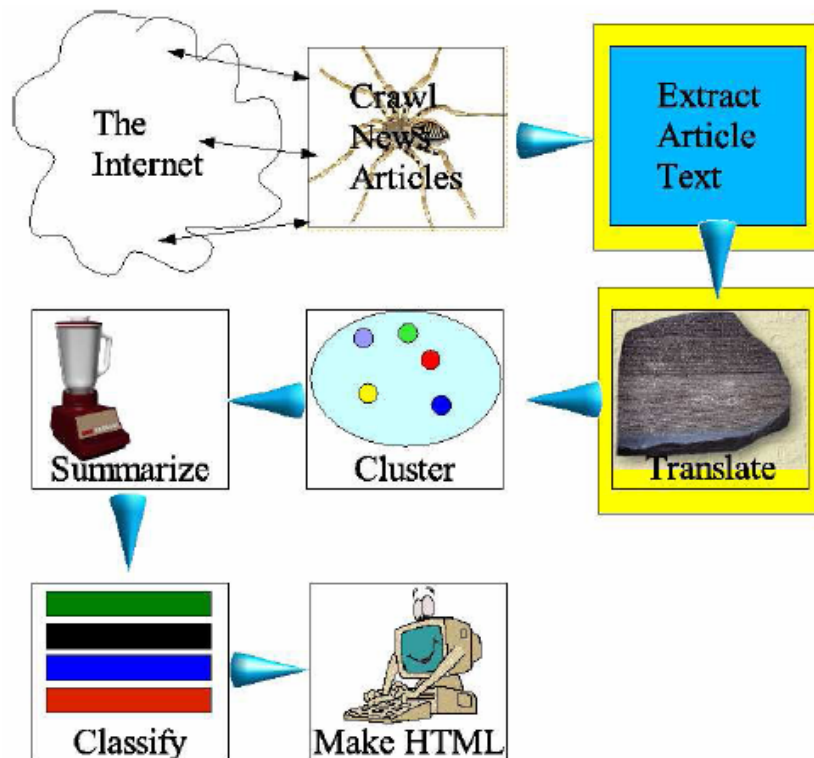 The
Internet
Crawl
News
Articles
Extract
Article
Text
Translate
Cluster
Summarize
Classify
Make HTML